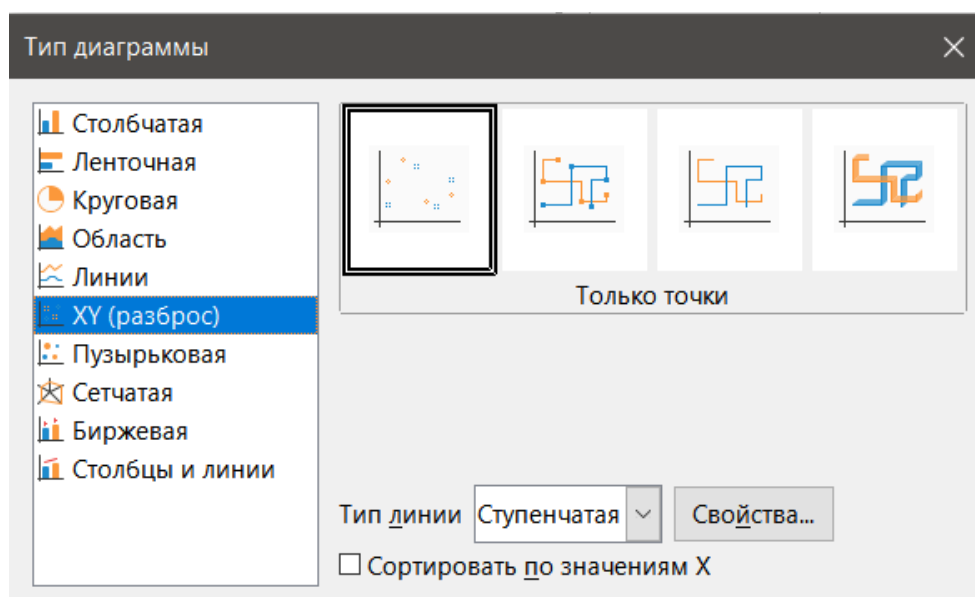 Тип диаграммы
Столбчатая
Ленточная
Круговая
Область
Линии
XY (разброс)
Пузырьковая
Сетчатая
Биржевая
Столбцы и линии
Только точки
Тип линии Ступенчатая Свойства...
Сортировать по значениям X